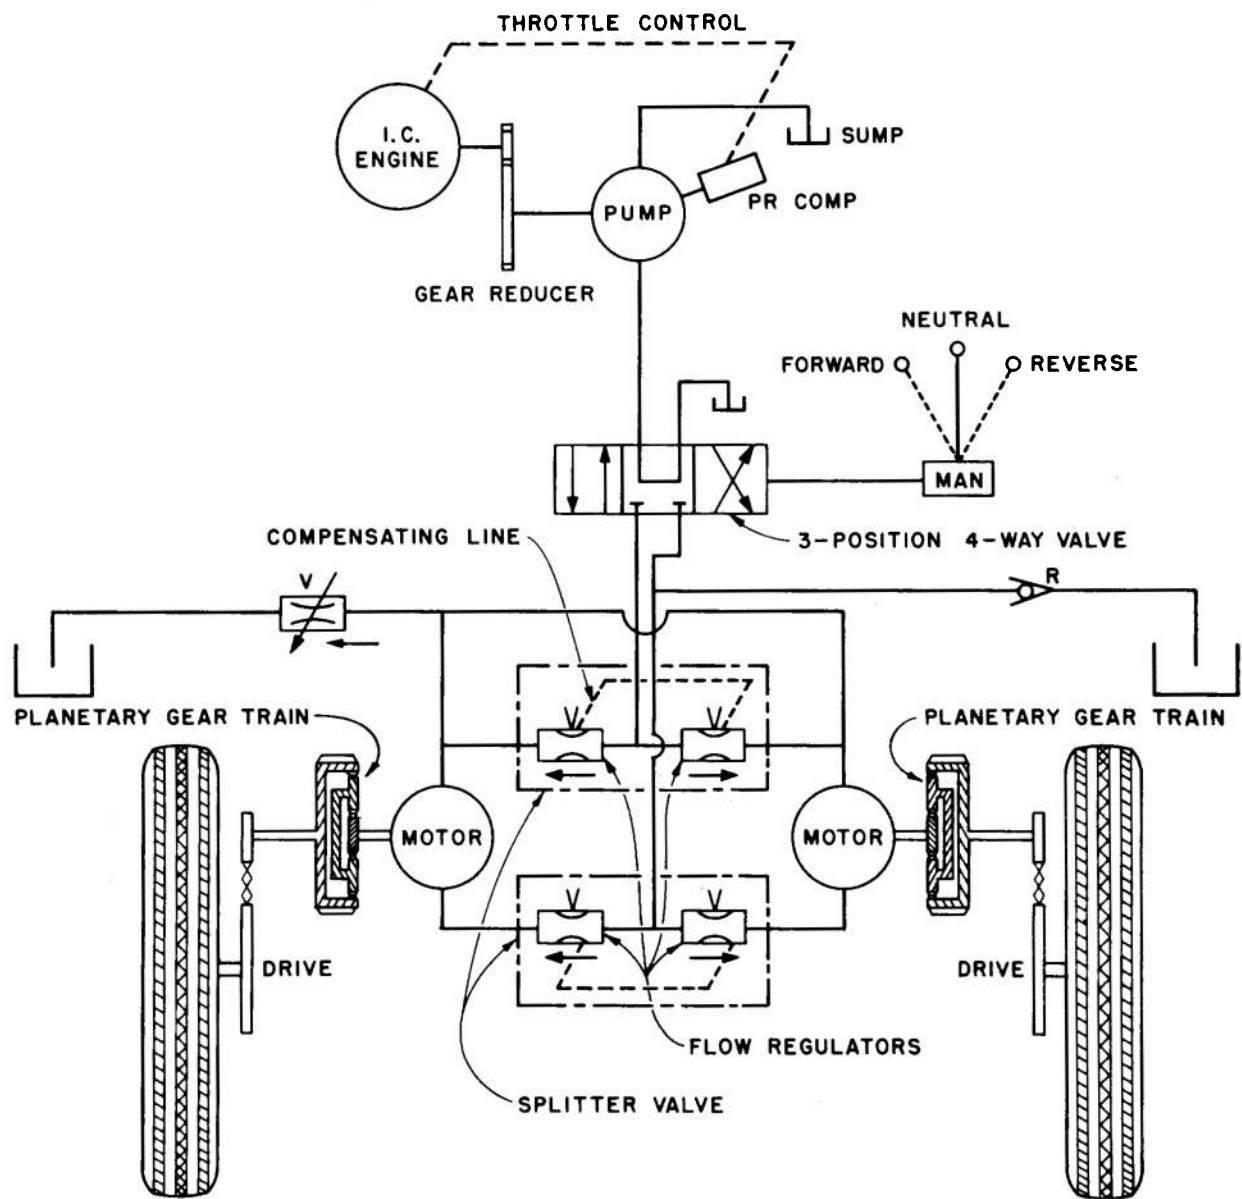 THROTTLE CONTROL
I.C.
ENGINE
SUMP
PUMP
PR COMP
GEAR REDUCER
NEUTRAL
FORWARD
REVERSE
MAN
COMPENSATING LINE
3-POSITION 4-WAY VALVE
V
R
PLANETARY GEAR TRAIN
PLANETARY GEAR TRAIN
MOTOR
MOTOR
DRIVE
DRIVE
FLOW REGULATORS
SPLITTER VALVE